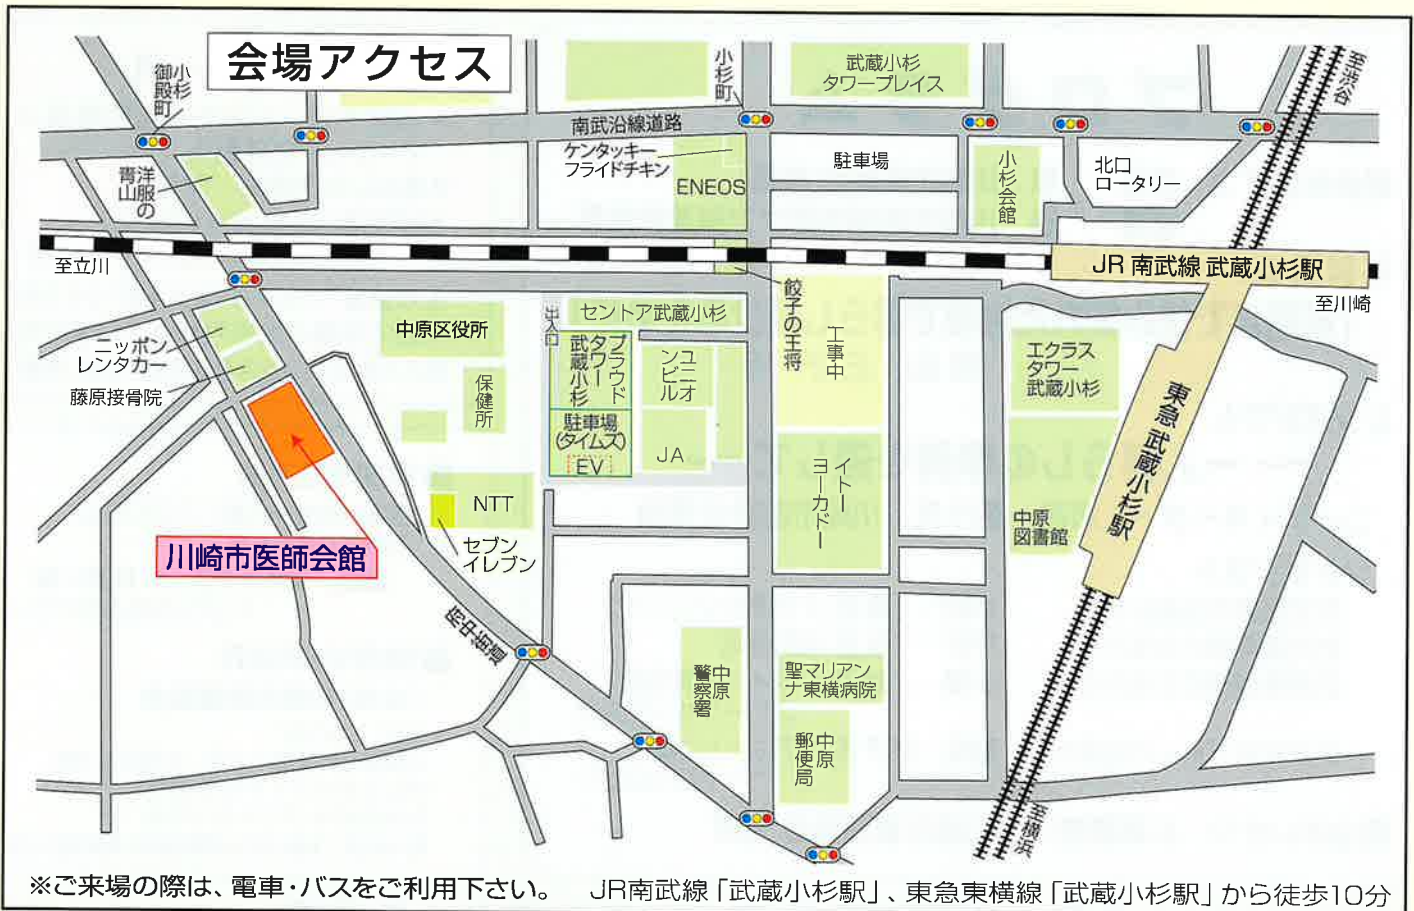 会場アクセス
小杉
御殿町
小杉町
武蔵小杉
タワープレイス
至渋谷
南武沿線道路
ケンタッキー
フライドチキン
ENEOS
駐車場
小杉会館
北口
ロータリー
洋服の
青山
至立川
JR 南武線 武蔵小杉駅
至川崎
中原区役所
出入口
セントア武蔵小杉
餃子の王将
工事中
ニッポン
レンタカー
藤原接骨院
保健所
プラウド
タワー
武蔵小杉
ユニオ
ンビル
エクラス
タワー
武蔵小杉
駐車場
(タイムズ)
EV
JA
イトー
ヨーカドー
東急 武蔵小杉駅
NTT
セブン
イレブン
中原
図書館
川崎市医師会館
府中街道
中原
警察署
聖マリアン
ナ東横病院
中原
郵便局
至横浜
※ご来場の際は、電車・バスをご利用下さい。 JR南武線「武蔵小杉駅」、東急東横線「武蔵小杉駅」から徒歩10分